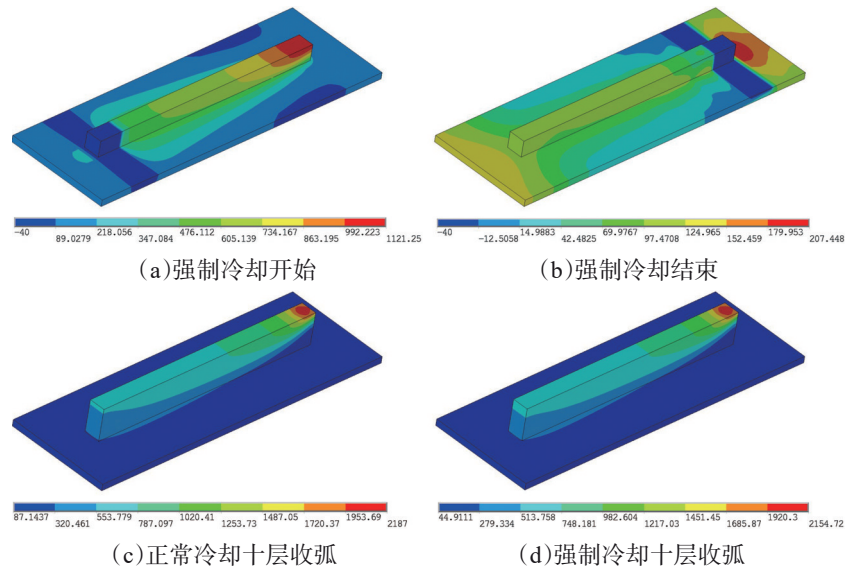 -40 218.056 476.112 734.167 992.223
89.0279 347.084 605.139 863.195 1121.25
(a)强制冷却开始
-40 14.9883 69.9767 124.965 179.953
-12.5058 42.4825 97.4708 152.459 207.448
(b)强制冷却结束
87.1437 553.779 1020.41 1487.05 1953.69
320.461 787.097 1253.73 1720.37 2187
(c)正常冷却十层收弧
44.9111 513.758 982.604 1451.45 1920.3
279.334 748.181 1217.03 1685.87 2154.72
(d)强制冷却十层收弧